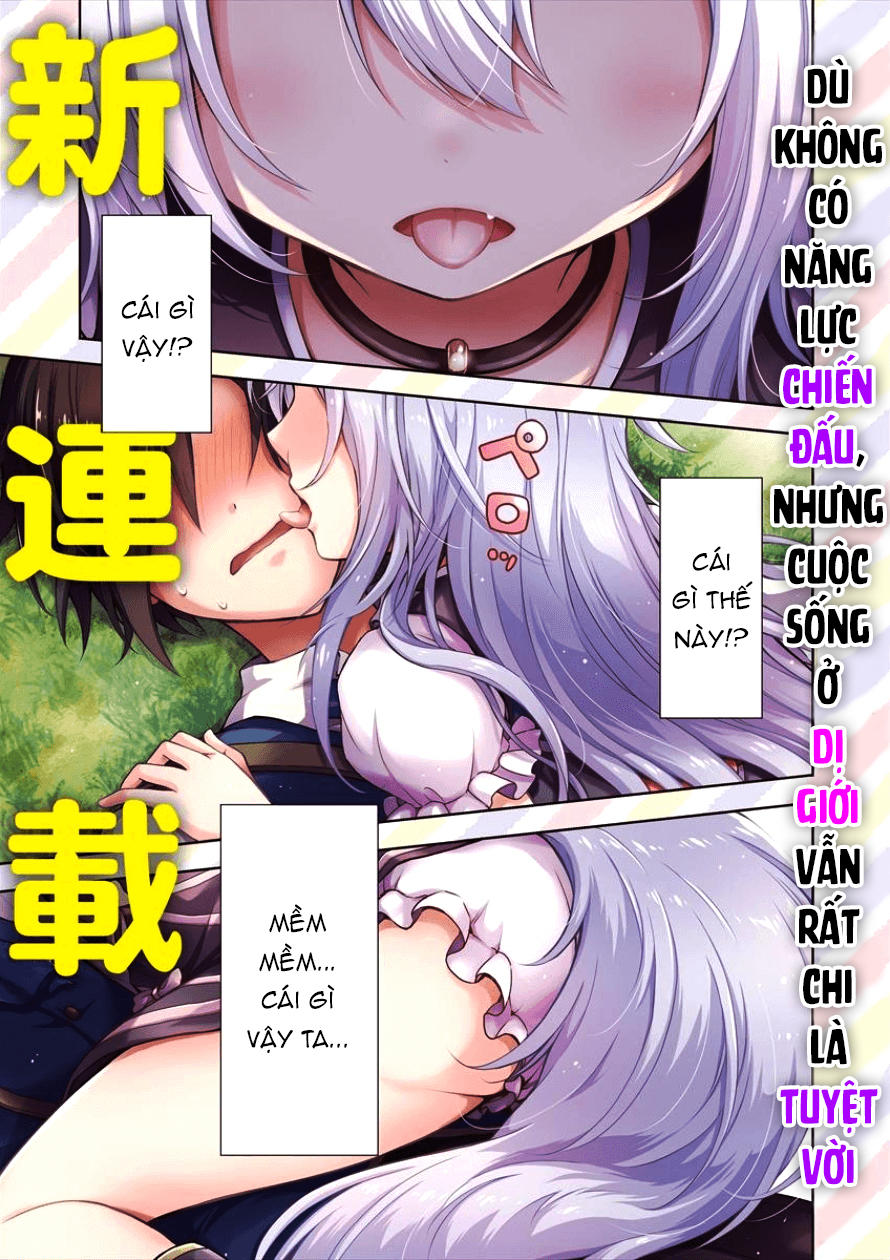 新
連
載
DÙ
KHÔNG
CÓ
NĂNG
LỰC
CHIẾN
ĐẤU,
NHƯNG
CUỘC
SỐNG
Ở
DỊ
GIỚI
VẪN
RẤT
CHI
LÀ
TUYỆT
VỜI
CÁI GÌ
VẬY!?
ペロッ
CÁI
GÌ THẾ
NÀY!?
MỀM
MỀM...
CÁI GÌ
VẬY TA...